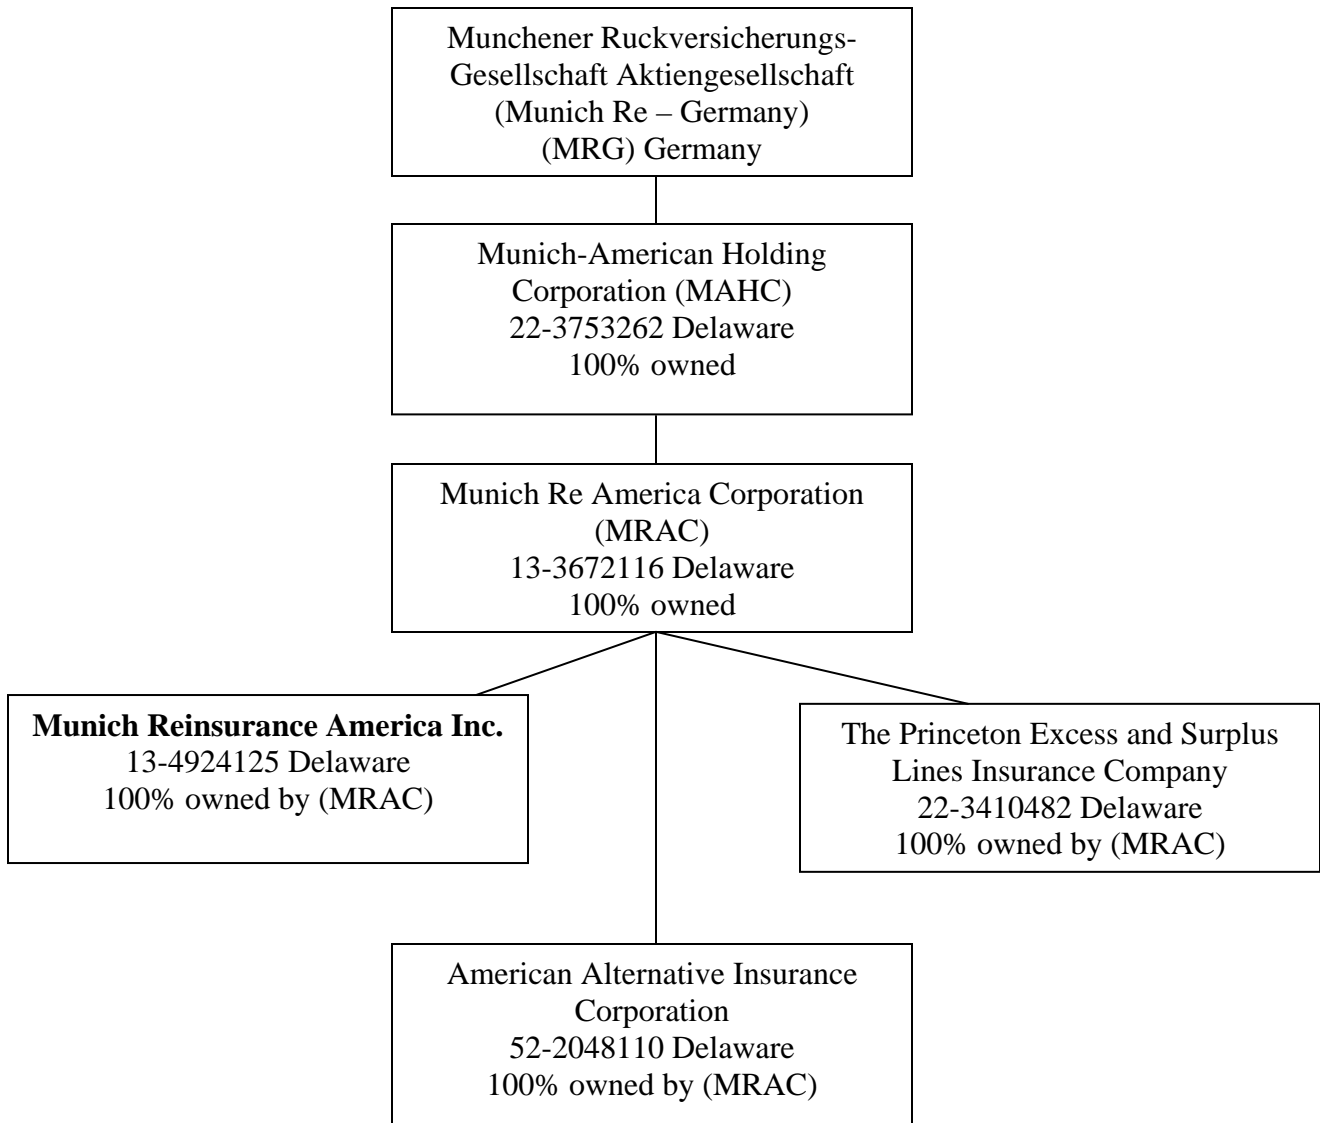 Munchener Ruckversicherungs-
Gesellschaft Aktiengesellschaft
(Munich Re – Germany)
(MRG) Germany
Munich-American Holding
Corporation (MAHC)
22-3753262 Delaware
100% owned
Munich Re America Corporation
(MRAC)
13-3672116 Delaware
100% owned
Munich Reinsurance America Inc.
13-4924125 Delaware
100% owned by (MRAC)
The Princeton Excess and Surplus
Lines Insurance Company
22-3410482 Delaware
100% owned by (MRAC)
American Alternative Insurance
Corporation
52-2048110 Delaware
100% owned by (MRAC)